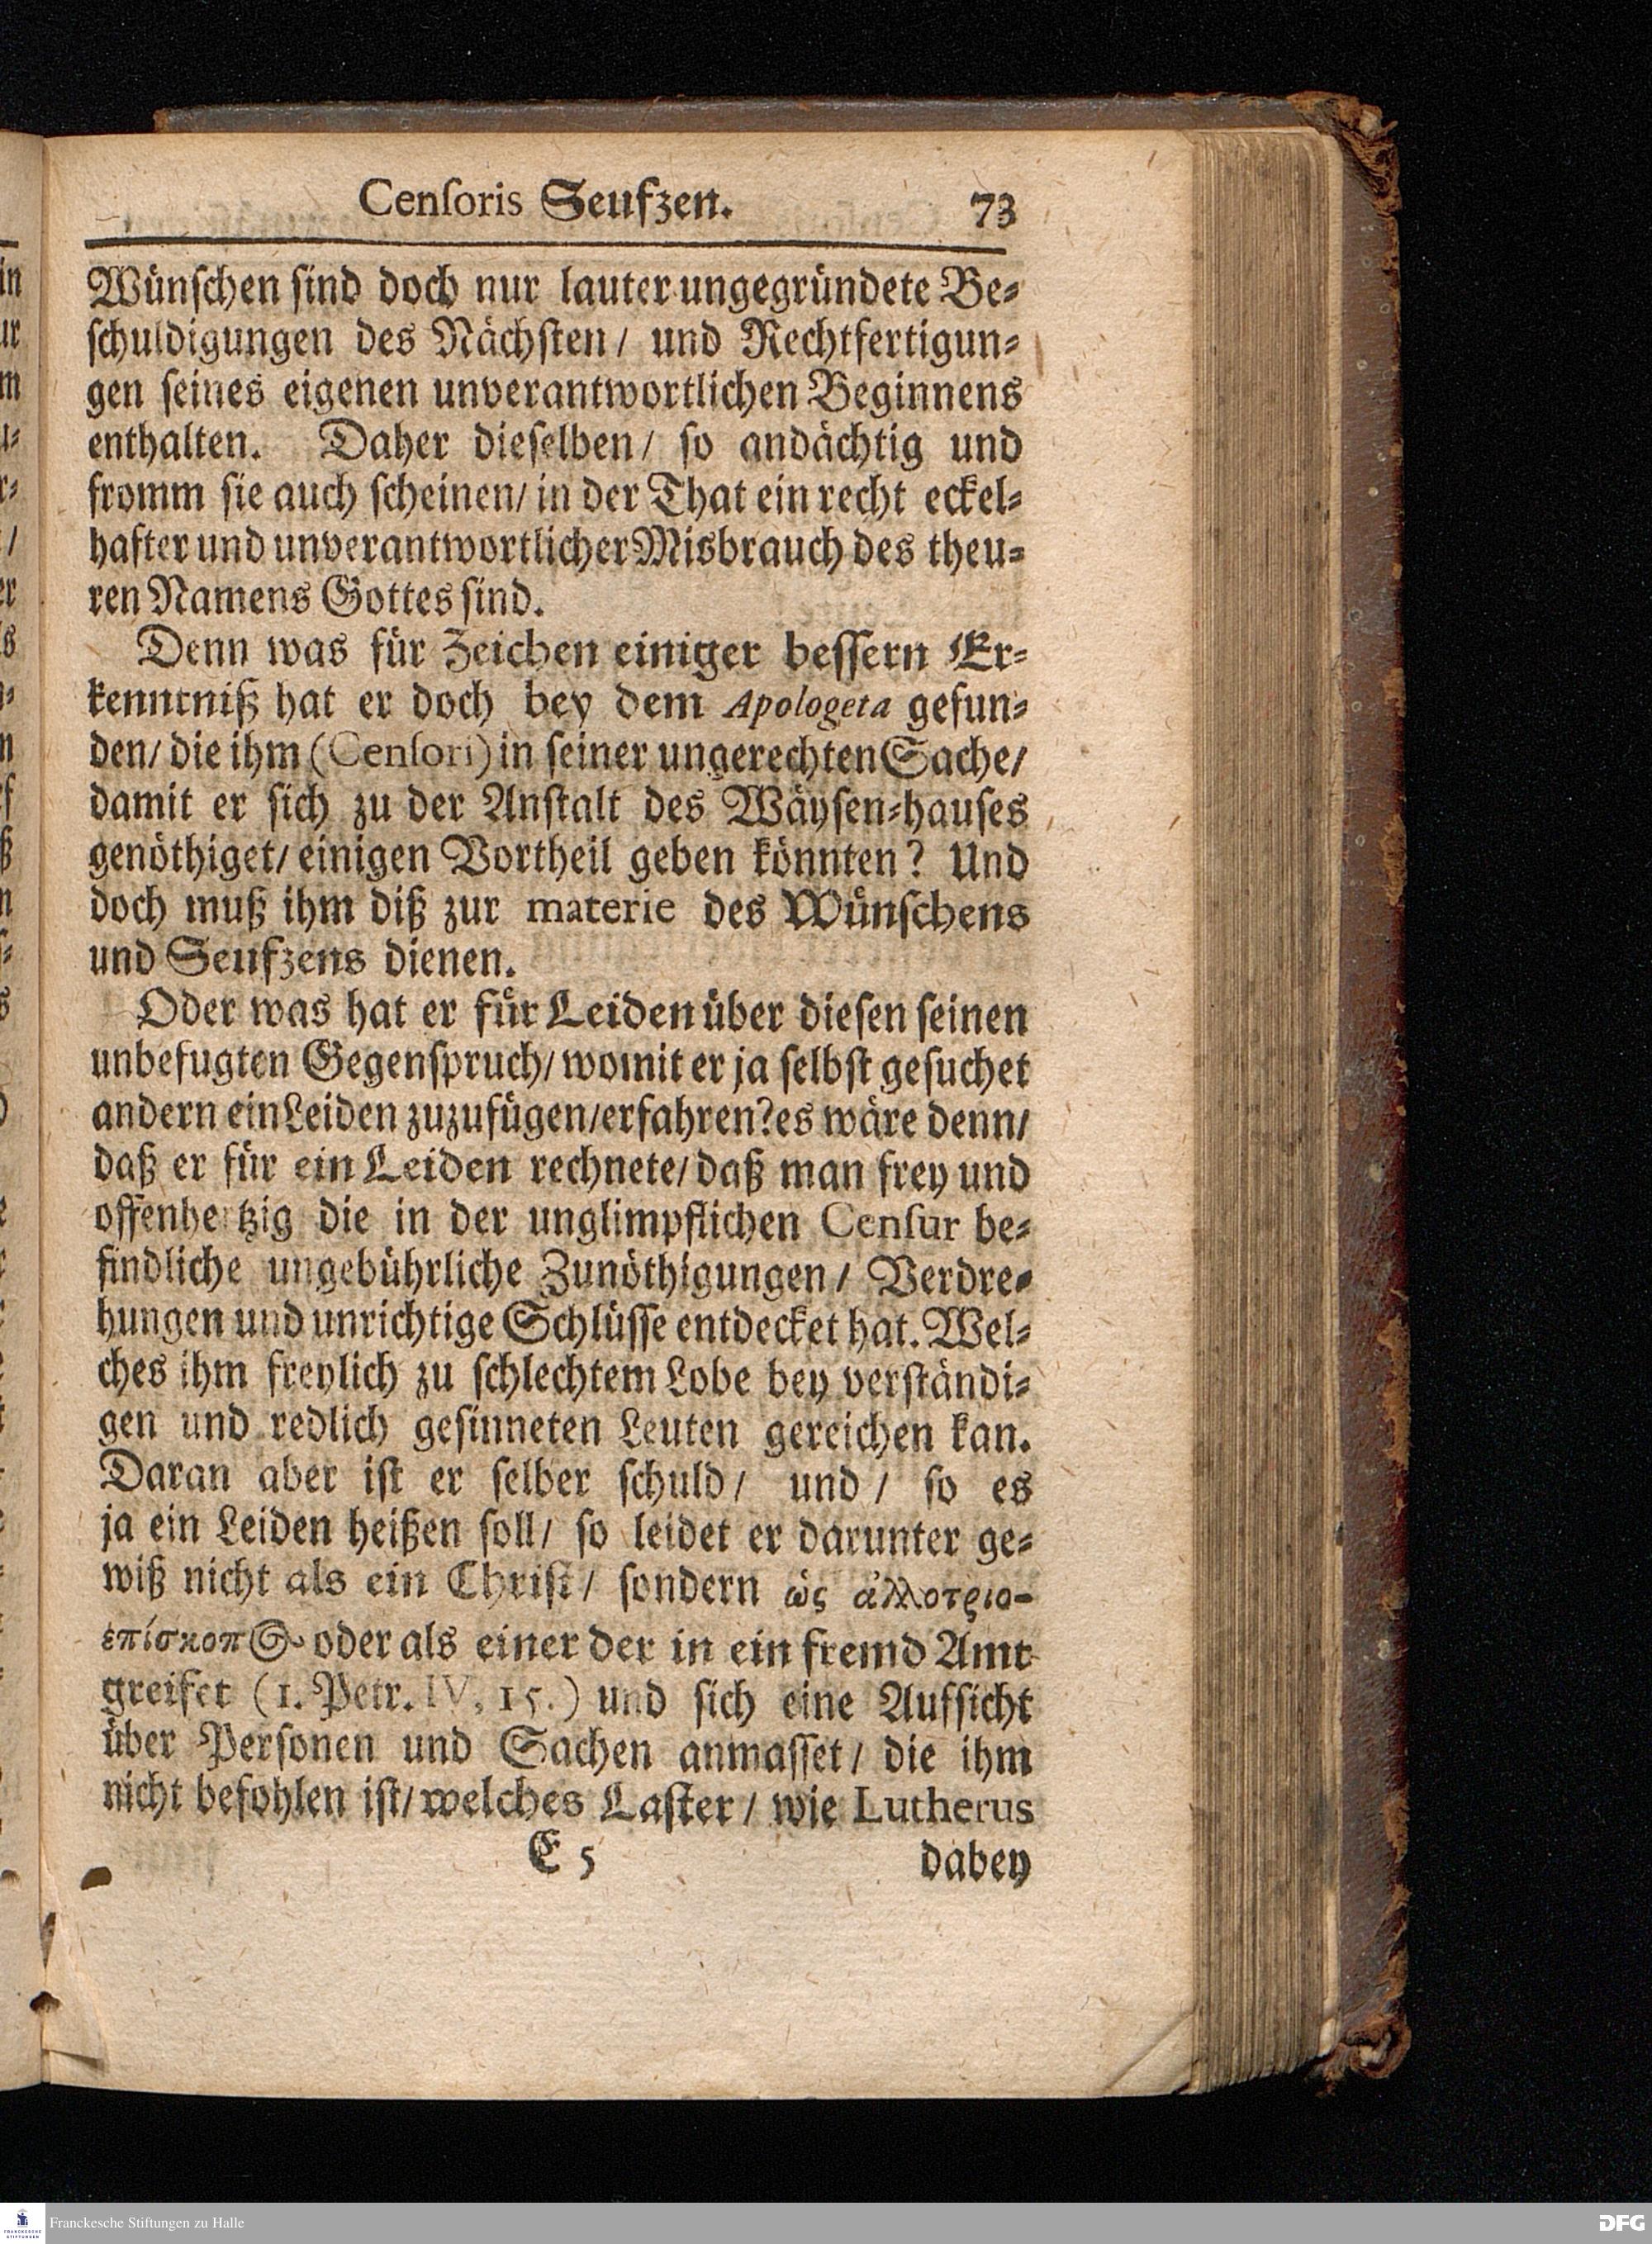 Cenſoris Seufzen. 73
Wünſchen ſind doch nur lauter ungegründete Be⸗
ſchuldigungen des Nächſten/ und Rechtfertigun⸗
gen ſeines eigenen unverantwortlichen Beginnens
enthalten. Daher dieſelben/ ſo andächtig und
fromm ſie auch ſcheinen/ in der That ein recht eckel⸗
hafter und unverantwortlicher Misbrauch des theu⸗
ren Namens Gottes ſind.
Denn was für Zeichen einiger beſſern Er⸗
kenntniß hat er doch bey dem Apologeta gefun⸗
den/ die ihm (Cenſori) in ſeiner ungerechten Sache/
damit er ſich zu der Anſtalt des Wäyſen⸗hauſes
genöthiget/ einigen Vortheil geben könnten? Und
doch muß ihm diß zur materie des Wünſchens
und Seufzens dienen.
Oder was hat er für Leiden über dieſen ſeinen
unbefugten Gegenſpruch/ womit er ja ſelbſt geſuchet
andern ein Leiden zuzufügen/ erfahren? es wäre denn/
daß er für ein Leiden rechnete/ daß man frey und
offenhertzig die in der unglimpflichen Cenſur be⸗
findliche ungebührliche Zunöthigungen/ Verdre⸗
hungen und unrichtige Schlüſſe entdecket hat. Wel⸗
ches ihm freylich zu ſchlechtem Lobe bey verſtändi⸗
gen und redlich geſinneten Leuten gereichen kan.
Daran aber iſt er ſelber ſchuld/ und/ ſo es
ja ein Leiden heißen ſoll/ ſo leidet er darunter ge⸗
wiß nicht als ein Chriſt/ ſondern ὡς ἀλλοτριο-
επίσκοπ⊙ oder als einer der in ein fremd Amt
greifet (1. Petr. IV, 15.) und ſich eine Aufſicht
über Perſonen und Sachen anmaſſet/ die ihm
nicht befohlen iſt/ welches Laſter/ wie Lutherus
E 5 dabey
Franckesche Stiftungen zu Halle
FRANCKESCHE
STIFTUNGEN
DFG